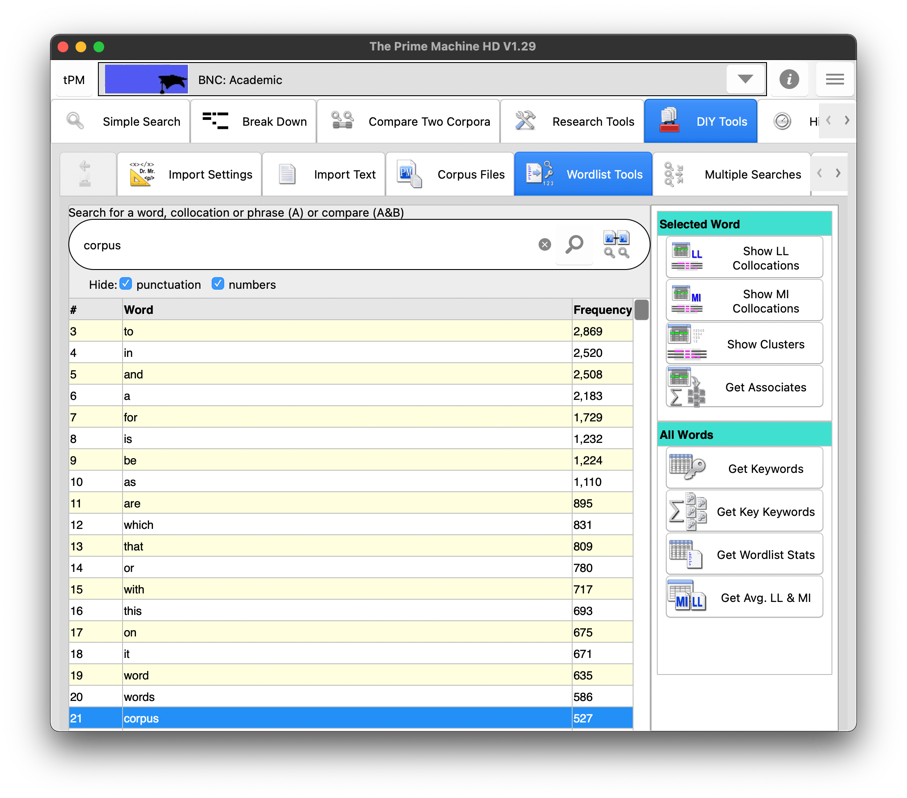 The Prime Machine HD V1.29
tPM BNC: Academic
Simple Search Break Down Compare Two Corpora Research Tools DIY Tools
<x></x>
Dr. Mr.
Import Settings Import Text Corpus Files Wordlist Tools Multiple Searches
123
Search for a word, collocation or phrase (A) or compare (A&B)
corpus
Hide: punctuation numbers
# Word Frequency
3 to 2,869
4 in 2,520
5 and 2,508
6 a 2,183
7 for 1,729
8 is 1,232
9 be 1,224
10 as 1,110
11 are 895
12 which 831
13 that 809
14 or 780
15 with 717
16 this 693
17 on 675
18 it 671
19 word 635
20 words 586
21 corpus 527
Selected Word
LL Show LL
Collocations
MI Show MI
Collocations
Show Clusters
Σ Get Associates
All Words
Get Keywords
Σ Get Key Keywords
Get Wordlist Stats
MI LL Get Avg. LL & MI